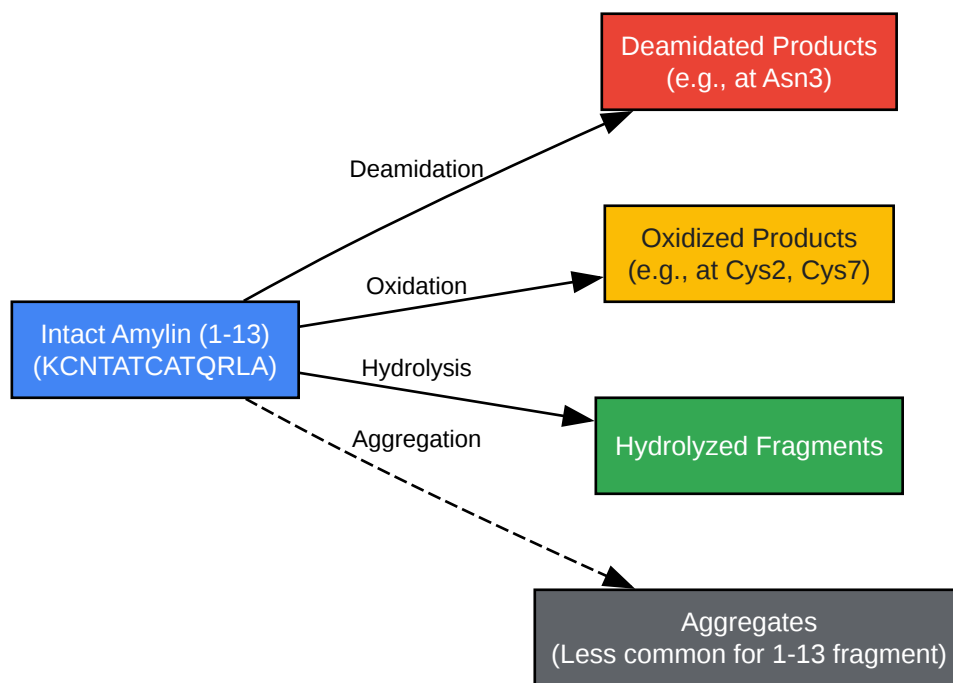 Deamidated Products
(e.g., at Asn3)
Deamidation
Oxidized Products
(e.g., at Cys2, Cys7)
Oxidation
Intact Amylin (1-13)
(KCNTATCATQRLA)
Hydrolysis
Hydrolyzed Fragments
Aggregation
Aggregates
(Less common for 1-13 fragment)